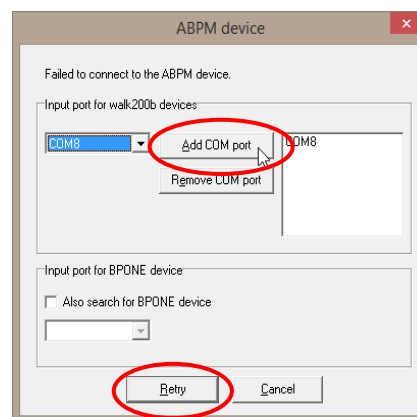 ABPM device
x
Failed to connect to the ABPM device.
Input port for walk200b devices
COM8 Add COM port COM8
Remove COM port
Input port for BPONE device
Also search for BPONE device
Retry Cancel